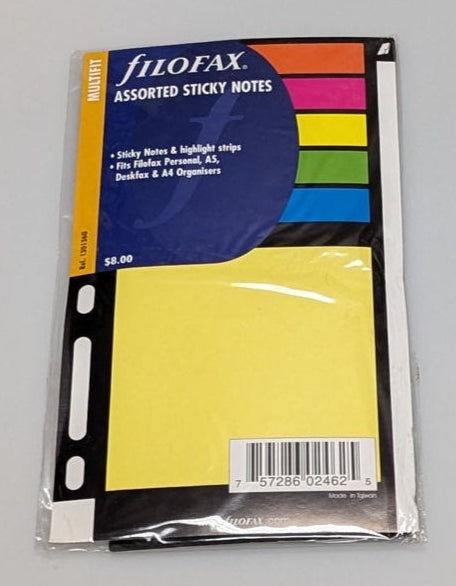 MULTIFIT
fILOFAX®
ASSORTED STICKY NOTES
• Sticky Notes & highlight strips
• Fits Filofax Personal, A5,
Deskfax & A4 Organisers
Ref. 1301360
$8.00
7 57286 02462 5
Made in Taiwan
fILOFAX.com